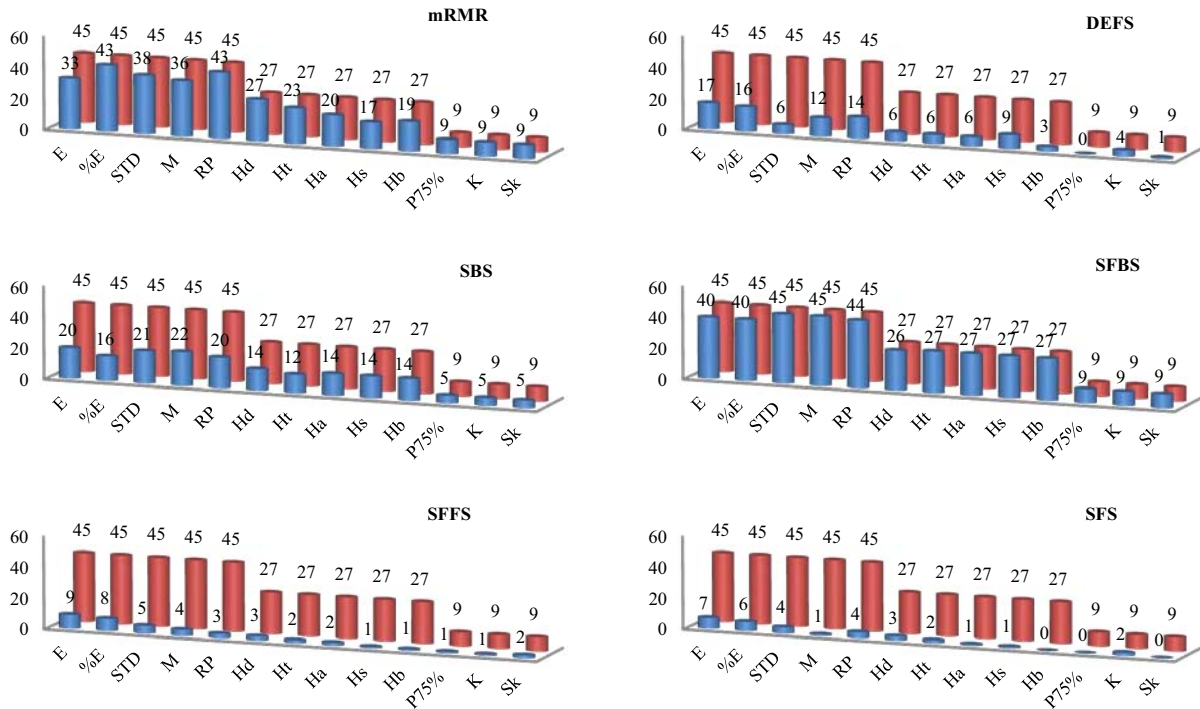 mRMR
60
40
20
0
45 45 45 45 45 27 27 27 27 27 9 9 9
33 43 38 36 43 27 23 20 17 19 9 9 9
E %E STD M RP Hd Ht Ha Hs Hb P75% K Sk
DEFS
60
40
20
0
45 45 45 45 45 27 27 27 27 27 9 9 9
17 16 6 12 14 6 6 6 9 3 0 4 1
E %E STD M RP Hd Ht Ha Hs Hb P75% K Sk
SBS
60
40
20
0
45 45 45 45 45 27 27 27 27 27 9 9 9
20 16 21 22 20 14 12 14 14 14 5 5 5
E %E STD M RP Hd Ht Ha Hs Hb P75% K Sk
SFBS
60
40
20
0
45 45 45 45 45 27 27 27 27 27 9 9 9
40 40 45 45 44 26 27 27 27 27 9 9 9
E %E STD M RP Hd Ht Ha Hs Hb P75% K Sk
SFFS
60
40
20
0
45 45 45 45 45 27 27 27 27 27 9 9 9
9 8 5 4 3 3 2 2 1 1 1 1 2
E %E STD M RP Hd Ht Ha Hs Hb P75% K Sk
SFS
60
40
20
0
45 45 45 45 45 27 27 27 27 27 9 9 9
7 6 4 1 4 3 2 1 1 0 0 2 0
E %E STD M RP Hd Ht Ha Hs Hb P75% K Sk